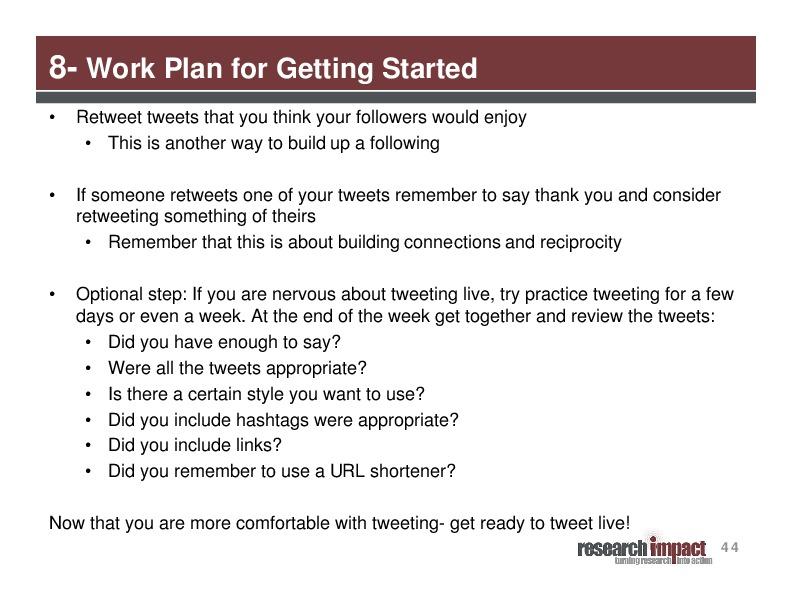 8- Work Plan for Getting Started
• Retweet tweets that you think your followers would enjoy
• This is another way to build up a following
• If someone retweets one of your tweets remember to say thank you and consider
retweeting something of theirs
• Remember that this is about building connections and reciprocity
• Optional step: If you are nervous about tweeting live, try practice tweeting for a few
days or even a week. At the end of the week get together and review the tweets:
• Did you have enough to say?
• Were all the tweets appropriate?
• Is there a certain style you want to use?
• Did you include hashtags were appropriate?
• Did you include links?
• Did you remember to use a URL shortener?
Now that you are more comfortable with tweeting- get ready to tweet live!
research impact
turning research into action
44